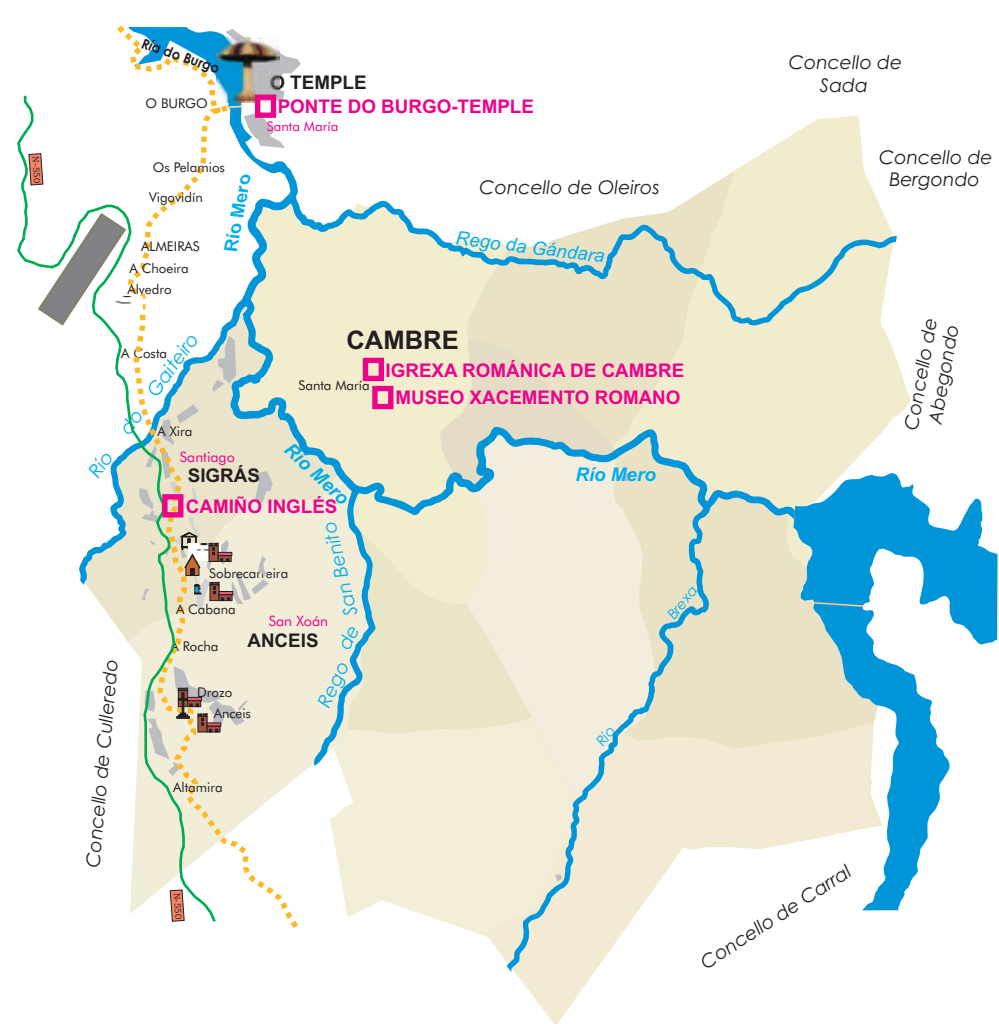 Ría do Burgo
O TEMPLE
O BURGO
PONTE DO BURGO-TEMPLE
Santa María
Concello de
Sada
Concello de
Bergondo
N-550
Os Pelamios
Vigovidín
Río Mero
Concello de Oleiros
Rego da Gándara
ALMEIRAS
A Choeira
Alvedro
A Costa
Río do Gaiteiro
CAMBRE
IGREXA ROMÁNICA DE CAMBRE
Santa María
MUSEO XACEMENTO ROMANO
Concello de
Abegondo
A Xira
Santiago
SIGRÁS
Río Mero
Río Mero
CAMIÑO INGLÉS
Sobrecarreira
A Cabana
San Xoán
ANCEIS
Rego de San Benito
Río Brexa
A Rocha
Drozo
Anceis
Concello de Culleredo
Altamira
N-550
Concello de Carral